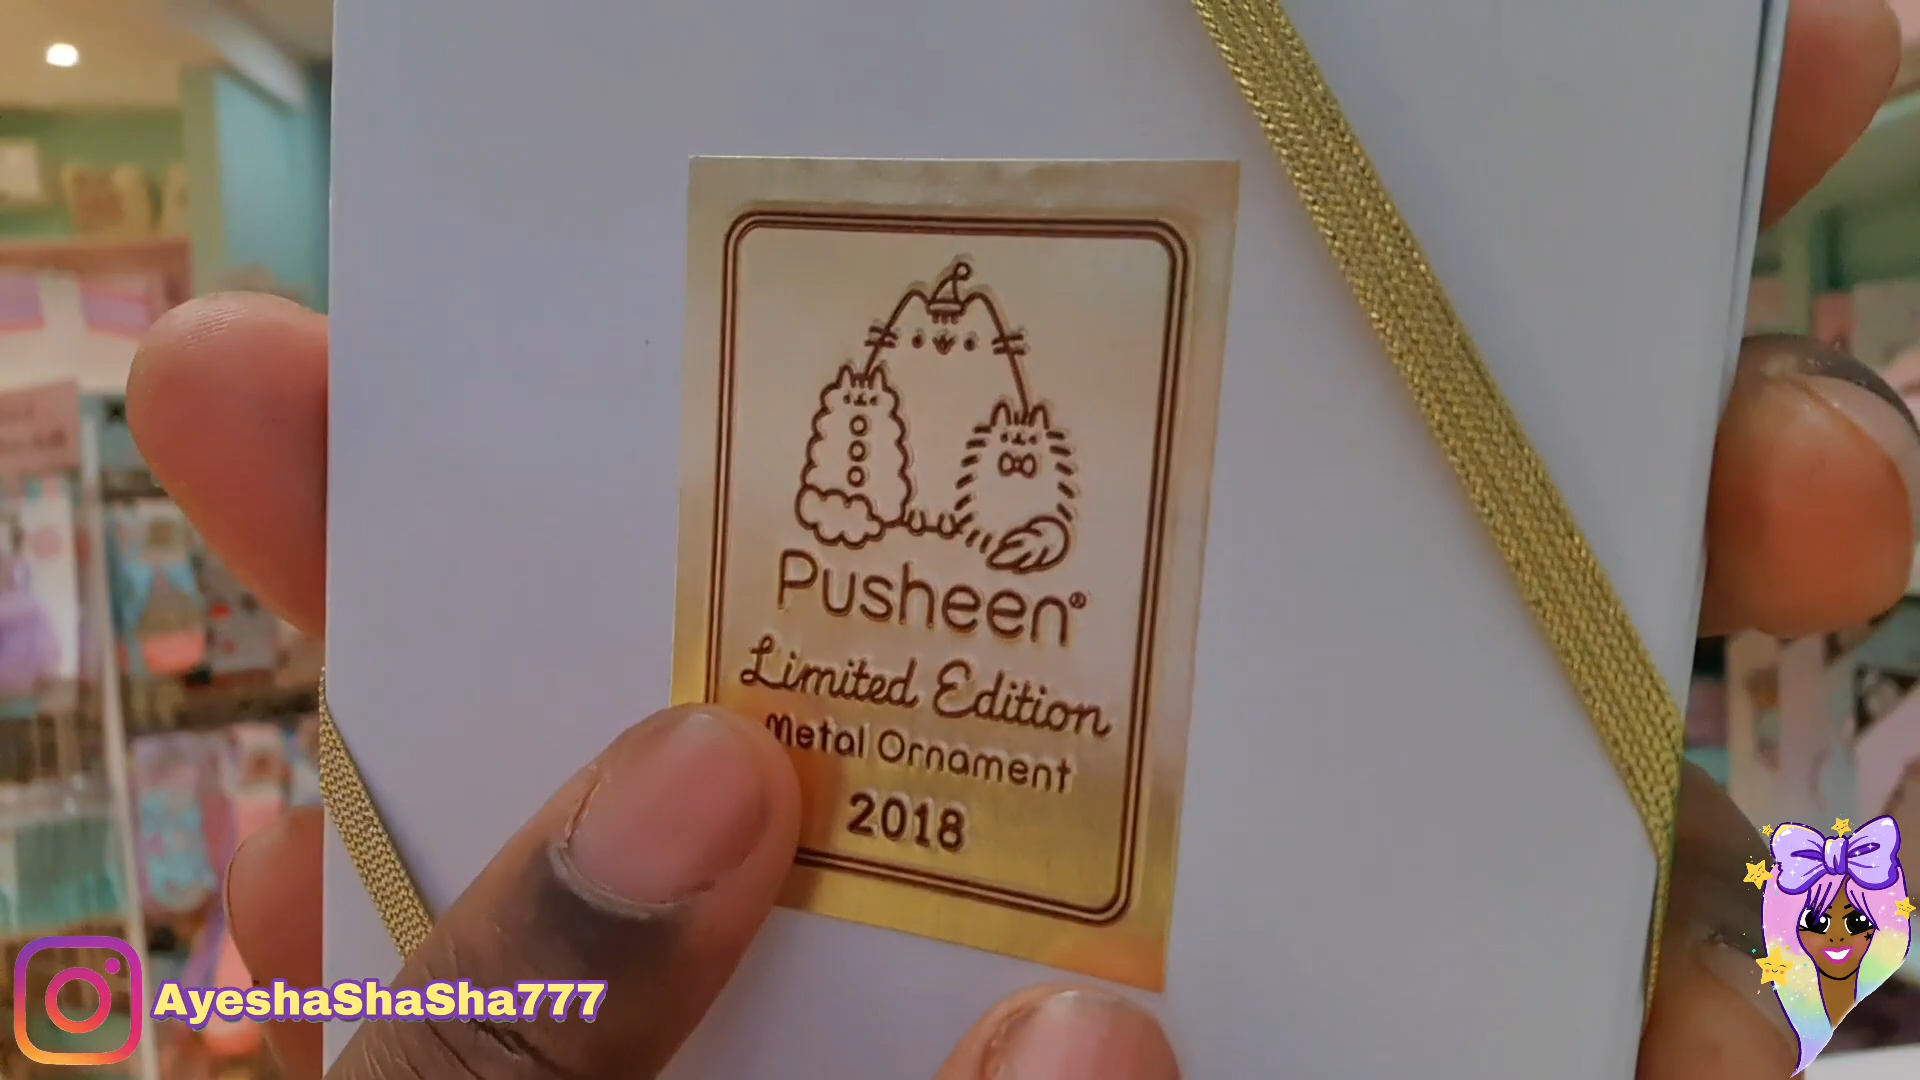 Pusheen®
Limited Edition
Metal Ornament
2018
AyeshaShaSha777